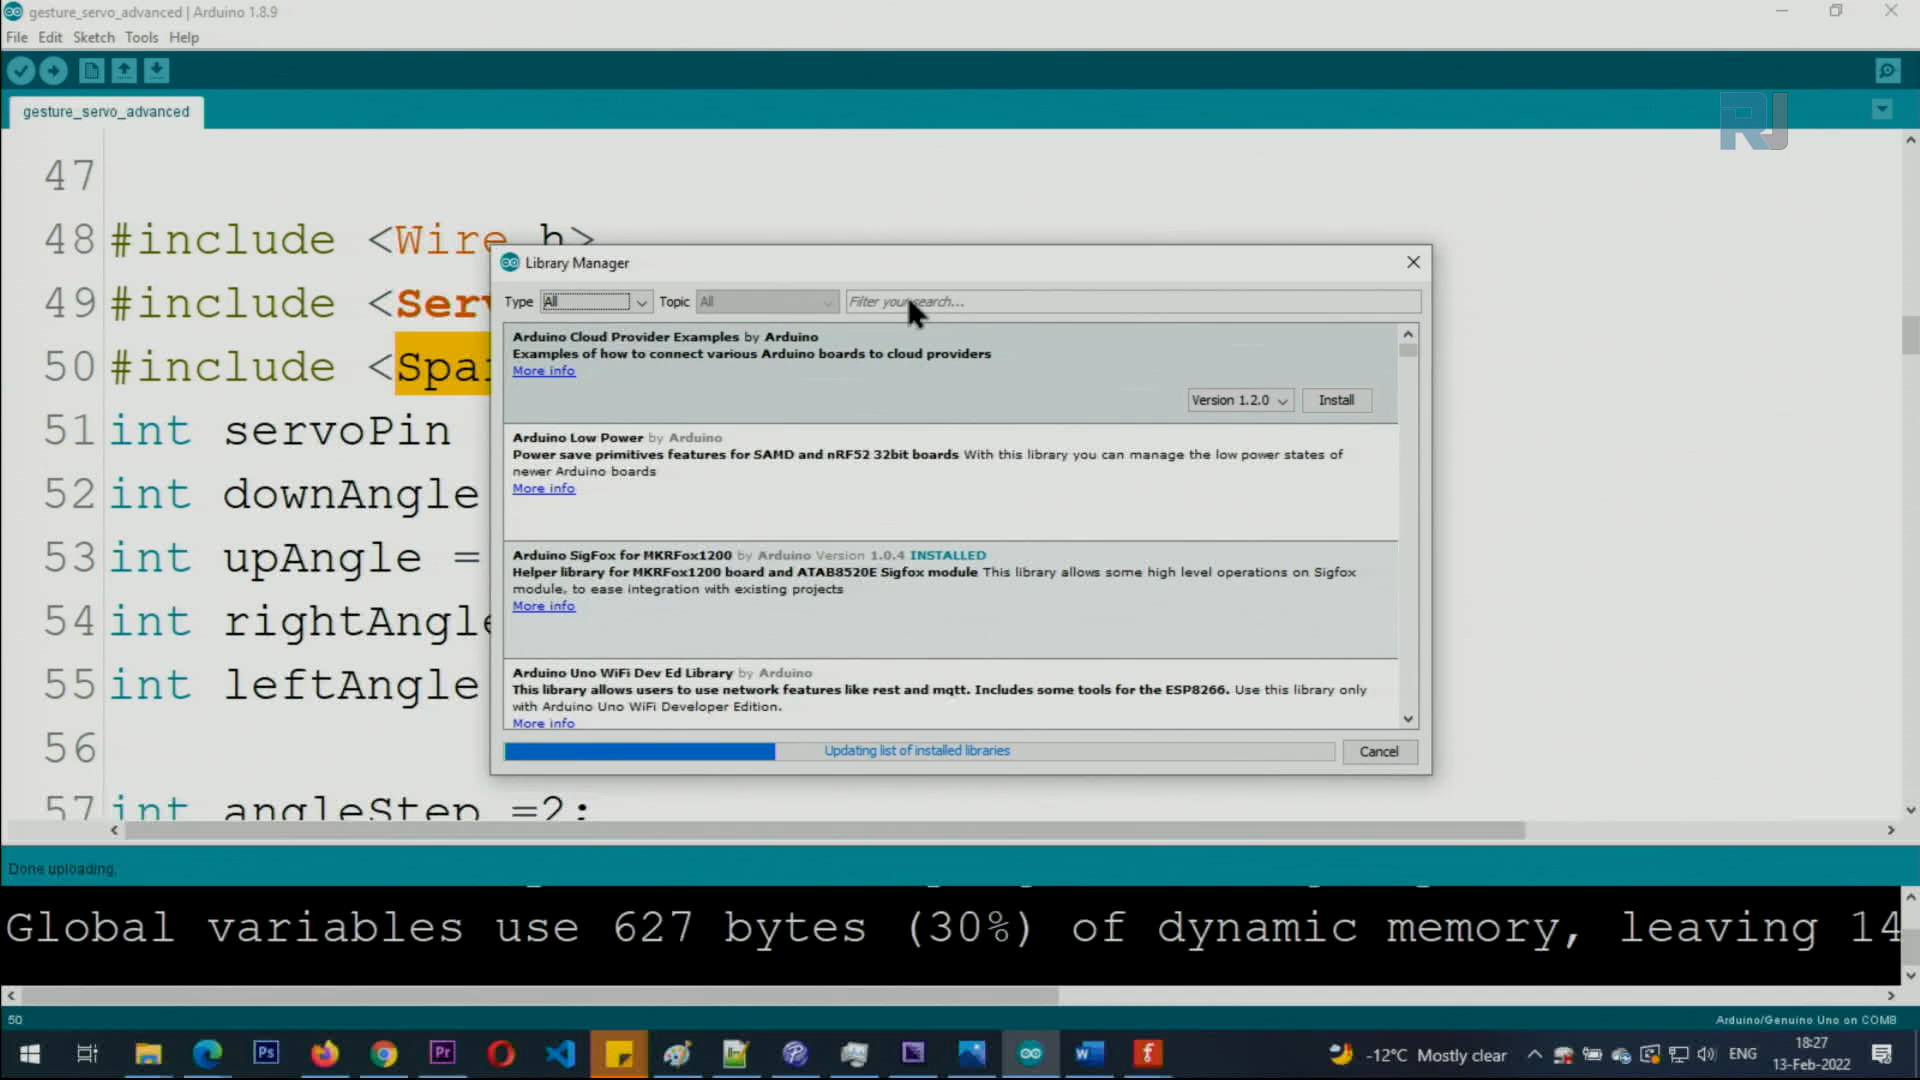 gesture_servo_advanced | Arduino 1.8.9
File Edit Sketch Tools Help
gesture_servo_advanced
RJ
47
48 #include <Wire.h>
49 #include <Serv
50 #include <Spa
51 int servoPin
52 int downAngle
53 int upAngle =
54 int rightAngle
55 int leftAngle
56
57 int angleStep =2;
Library Manager
Type All Topic All Filter your search...
Arduino Cloud Provider Examples by Arduino
Examples of how to connect various Arduino boards to cloud providers
More info
Version 1.2.0 Install
Arduino Low Power by Arduino
Power save primitives features for SAMD and nRF52 32bit boards With this library you can manage the low power states of
newer Arduino boards
More info
Arduino SigFox for MKRFox1200 by Arduino Version 1.0.4 INSTALLED
Helper library for MKRFox1200 board and ATAB8520E Sigfox module This library allows some high level operations on Sigfox
module, to ease integration with existing projects
More info
Arduino Uno WiFi Dev Ed Library by Arduino
This library allows users to use network features like rest and mqtt. Includes some tools for the ESP8266. Use this library only
with Arduino Uno WiFi Developer Edition.
More info
Updating list of installed libraries Cancel
Done uploading.
Global variables use 627 bytes (30%) of dynamic memory, leaving 14
50
Arduino/Genuino Uno on COM8
Ps Pr W f
-12°C Mostly clear ENG
18:27
13-Feb-2022